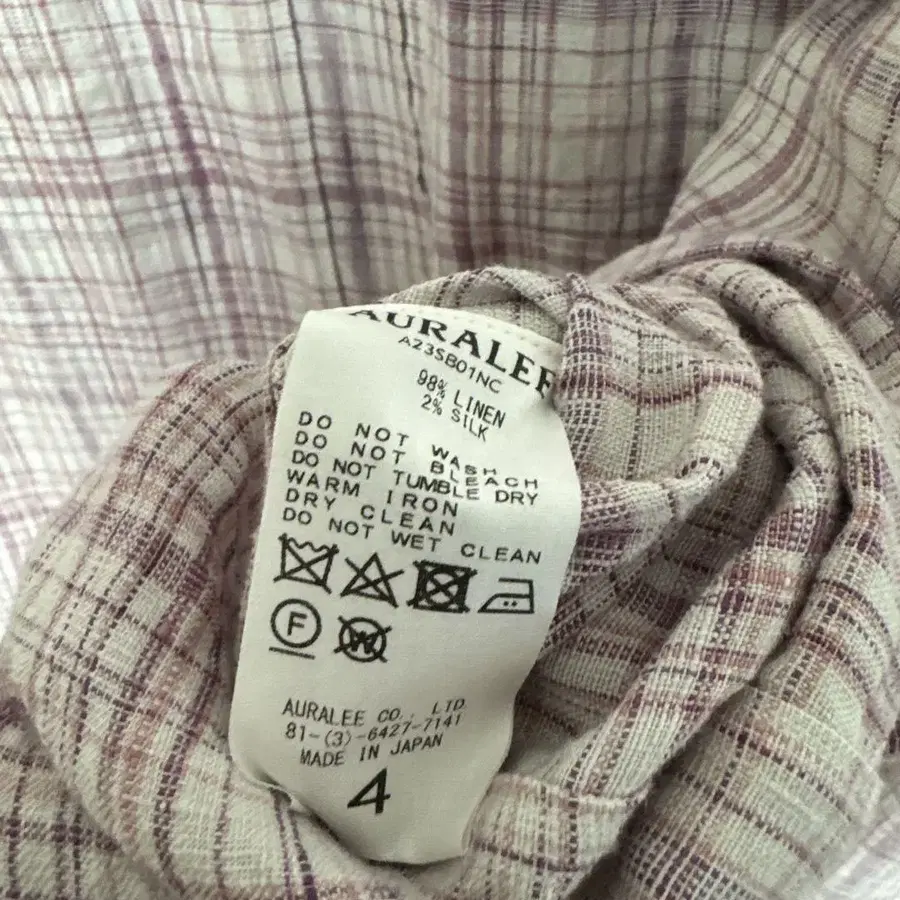 AURALEE
A23SB01NC
98% LINEN
2% SILK
DO NOT WASH
DO NOT BLEACH
DO NOT TUMBLE DRY
WARM IRON
DRY CLEAN
DO NOT WET CLEAN
F W
AURALEE CO., LTD.
81-(3)-6427-7141
MADE IN JAPAN
4